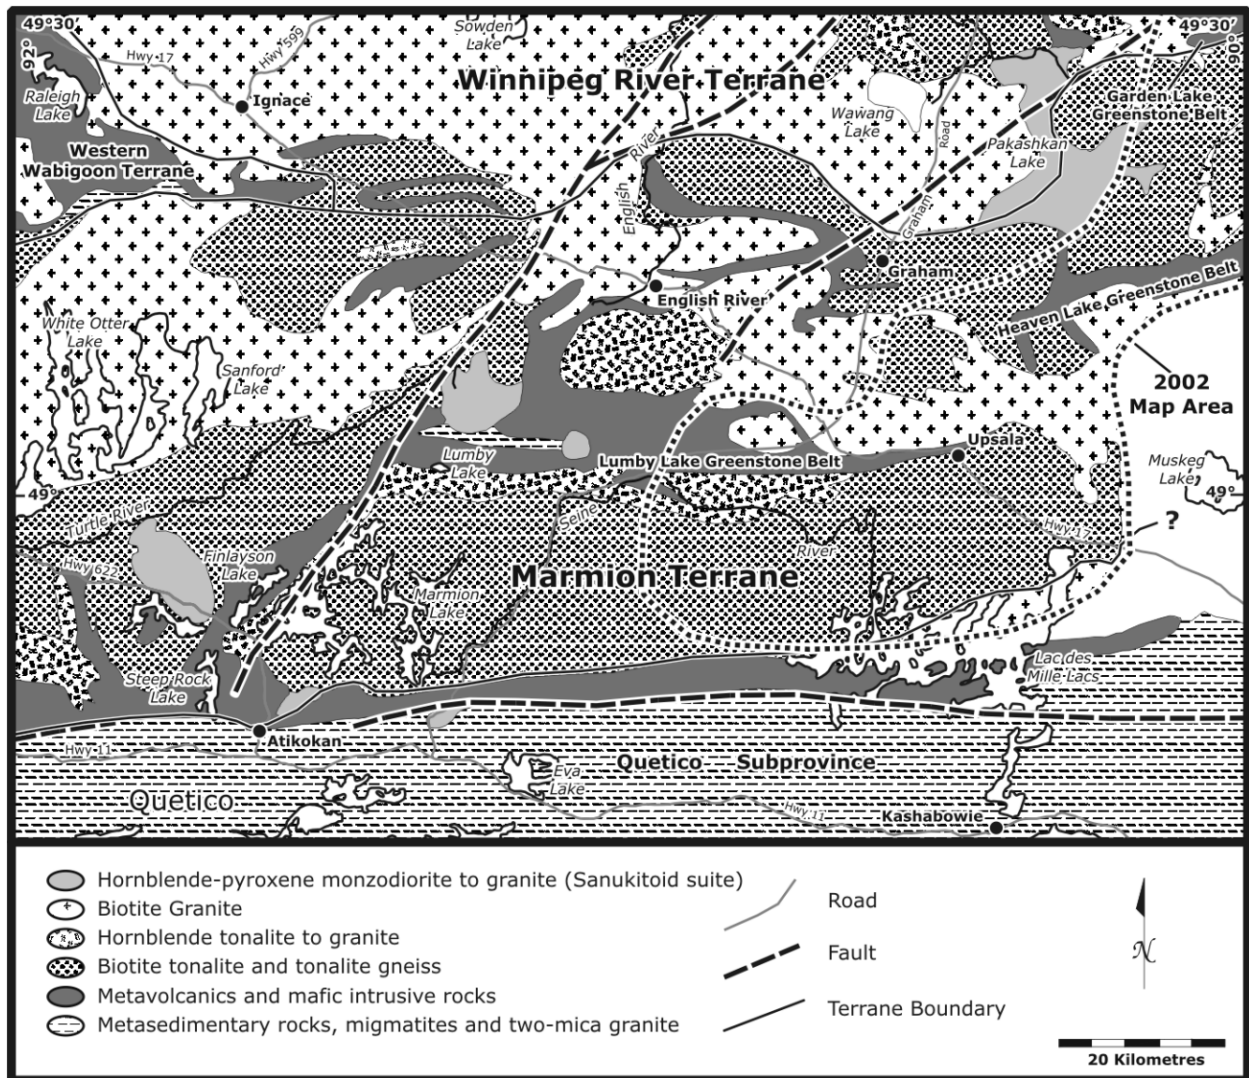 49°30'
92°
Sowden
Lake
49°30'
90°
Hwy 17
Hwy 599
Winnipeg River Terrane
Raleigh
Lake
Ignace
Wawang
Lake
Garden Lake
Greenstone Belt
Road
River
Pakashkan
Lake
Western
Wabigoon Terrane
English
Graham
Graham
English River
Heaven Lake Greenstone Belt
White Otter
Lake
Sanford
Lake
2002
Map Area
Upsala
Lumby
Lake
Lumby Lake Greenstone Belt
Muskeg
Lake
49°
49°
Turtle River
Seine
River
Hwy 17
?
Hwy 622
Finlayson
Lake
Marmion Terrane
Marmion
Lake
Steep Rock
Lake
Lac des
Mille Lacs
Atikokan
Hwy 11
Quetico Subprovince
Eva
Lake
Quetico
Hwy 11
Kashabowie
Hornblende-pyroxene monzodiorite to granite (Sanukitoid suite)
Biotite Granite
Hornblende tonalite to granite
Biotite tonalite and tonalite gneiss
Metavolcanics and mafic intrusive rocks
Metasedimentary rocks, migmatites and two-mica granite
Road
Fault
Terrane Boundary
N
20 Kilometres